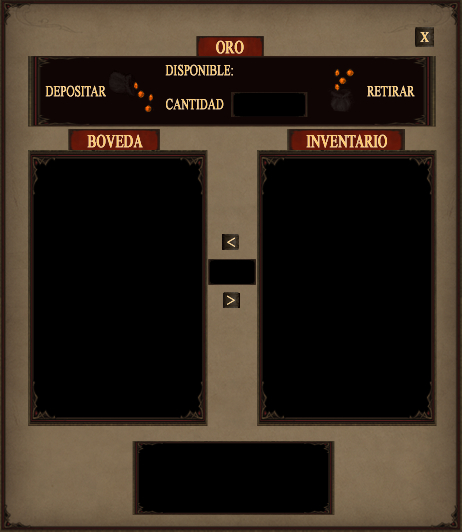 ORO
X
DISPONIBLE:
DEPOSITAR
RETIRAR
CANTIDAD
BOVEDA
INVENTARIO
<
>